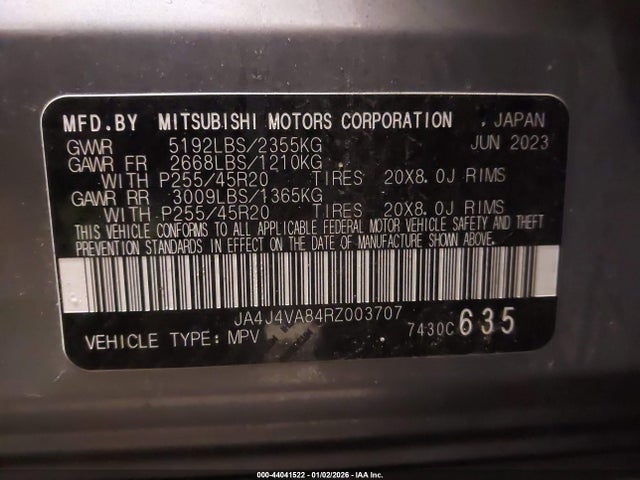 MFD.BY MITSUBISHI MOTORS CORPORATION , JAPAN
GVWR 5192LBS/2355KG JUN 2023
GAWR FR 2668LBS/1210KG
WITH P255/45R20 TIRES 20X8.0J RIMS
GAWR RR 3009LBS/1365KG
WITH P255/45R20 TIRES 20X8.0J RIMS
THIS VEHICLE CONFORMS TO ALL APPLICABLE FEDERAL MOTOR VEHICLE SAFETY AND THEFT
PREVENTION STANDARDS IN EFFECT ON THE DATE OF MANUFACTURE SHOWN ABOVE.
JA4J4VA84RZ003707
VEHICLE TYPE: MPV 7430C 635
000-44041522 - 01/02/2026 - IAA Inc.